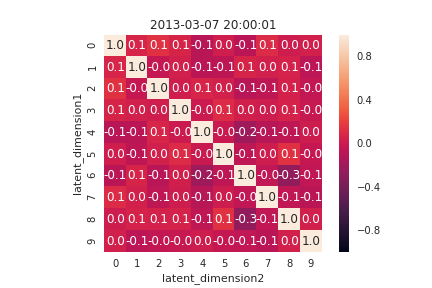 2013-03-07 20:00:01
0 1.0 0.1 0.1 0.1 -0.1 0.0 -0.1 0.1 0.0 0.0
1 0.1 1.0 -0.0 0.0 -0.1 -0.1 0.1 0.0 0.1 -0.1
2 0.1 -0.0 1.0 0.0 0.1 0.0 -0.1 -0.1 0.1 -0.0
3 0.1 0.0 0.0 1.0 -0.0 0.1 0.0 0.0 0.1 -0.0
4 -0.1 -0.1 0.1 -0.0 1.0 -0.0 -0.2 -0.1 -0.1 0.0
5 0.0 -0.1 0.0 0.1 -0.0 1.0 -0.1 0.0 0.1 -0.0
6 -0.1 0.1 -0.1 0.0 -0.2 -0.1 1.0 -0.0 -0.3 -0.1
7 0.1 0.0 -0.1 0.0 -0.1 0.0 -0.0 1.0 -0.1 -0.1
8 0.0 0.1 0.1 0.1 -0.1 0.1 -0.3 -0.1 1.0 0.0
9 0.0 -0.1 -0.0 -0.0 0.0 -0.0 -0.1 -0.1 0.0 1.0
0 1 2 3 4 5 6 7 8 9
latent_dimension2
latent_dimension1
0.8
0.4
0.0
-0.4
-0.8